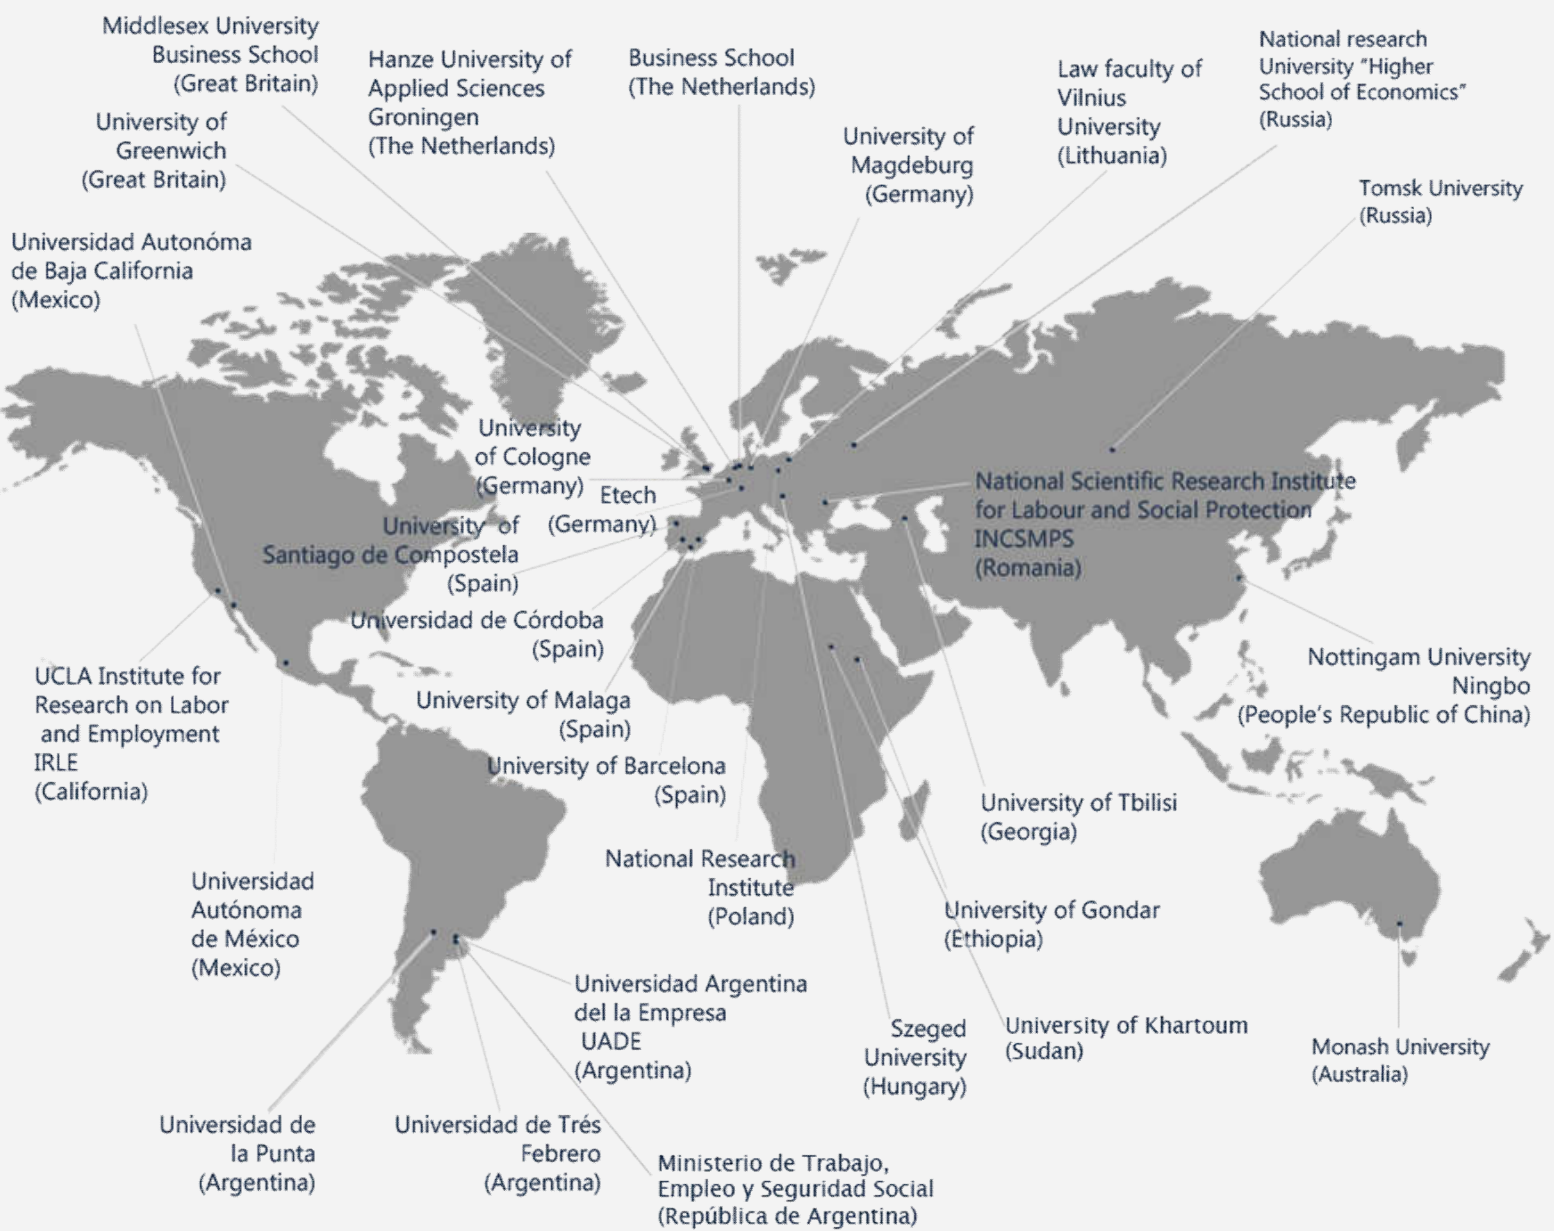 Middlesex University
Business School
(Great Britain)
Hanze University of
Applied Sciences
Groningen
(The Netherlands)
Business School
(The Netherlands)
Law faculty of
Vilnius
University
(Lithuania)
National research
University "Higher
School of Economics"
(Russia)
University of
Greenwich
(Great Britain)
University of
Magdeburg
(Germany)
Tomsk University
(Russia)
Universidad Autonóma
de Baja California
(Mexico)
University
of Cologne
(Germany)
Etech
(Germany)
National Scientific Research Institute
for Labour and Social Protection
INCSMPS
(Romania)
University of
Santiago de Compostela
(Spain)
Universidad de Córdoba
(Spain)
UCLA Institute for
Research on Labor
and Employment
IRLE
(California)
University of Malaga
(Spain)
Nottingam University
Ningbo
(People's Republic of China)
University of Barcelona
(Spain)
University of Tbilisi
(Georgia)
National Research
Institute
(Poland)
Universidad
Autónoma
de México
(Mexico)
University of Gondar
(Ethiopia)
Universidad Argentina
del la Empresa
UADE
(Argentina)
Szeged
University
(Hungary)
University of Khartoum
(Sudan)
Monash University
(Australia)
Universidad de
la Punta
(Argentina)
Universidad de Trés
Febrero
(Argentina)
Ministerio de Trabajo,
Empleo y Seguridad Social
(República de Argentina)